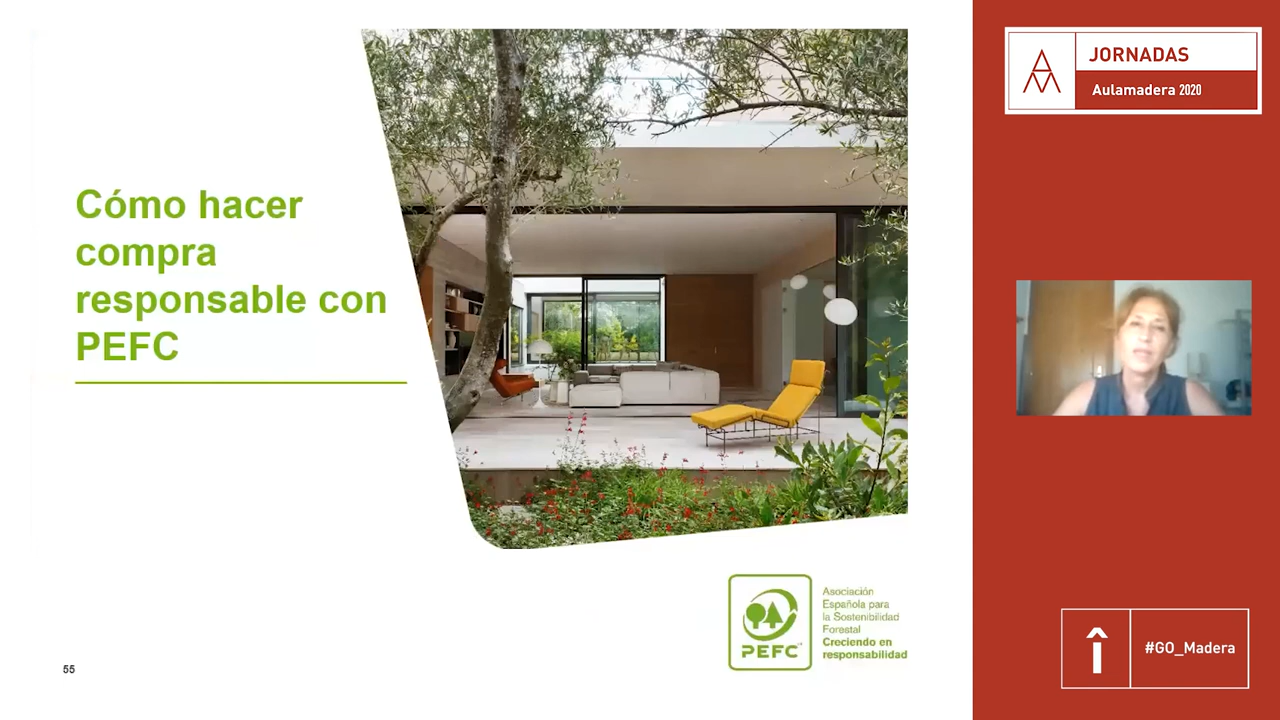 Cómo hacer
compra
responsable con
PEFC
55
PEFC
Asociación
Española para
la Sostenibilidad
Forestal
Creciendo en
responsabilidad
JORNADAS
Aulamadera 2020
#GO_Madera